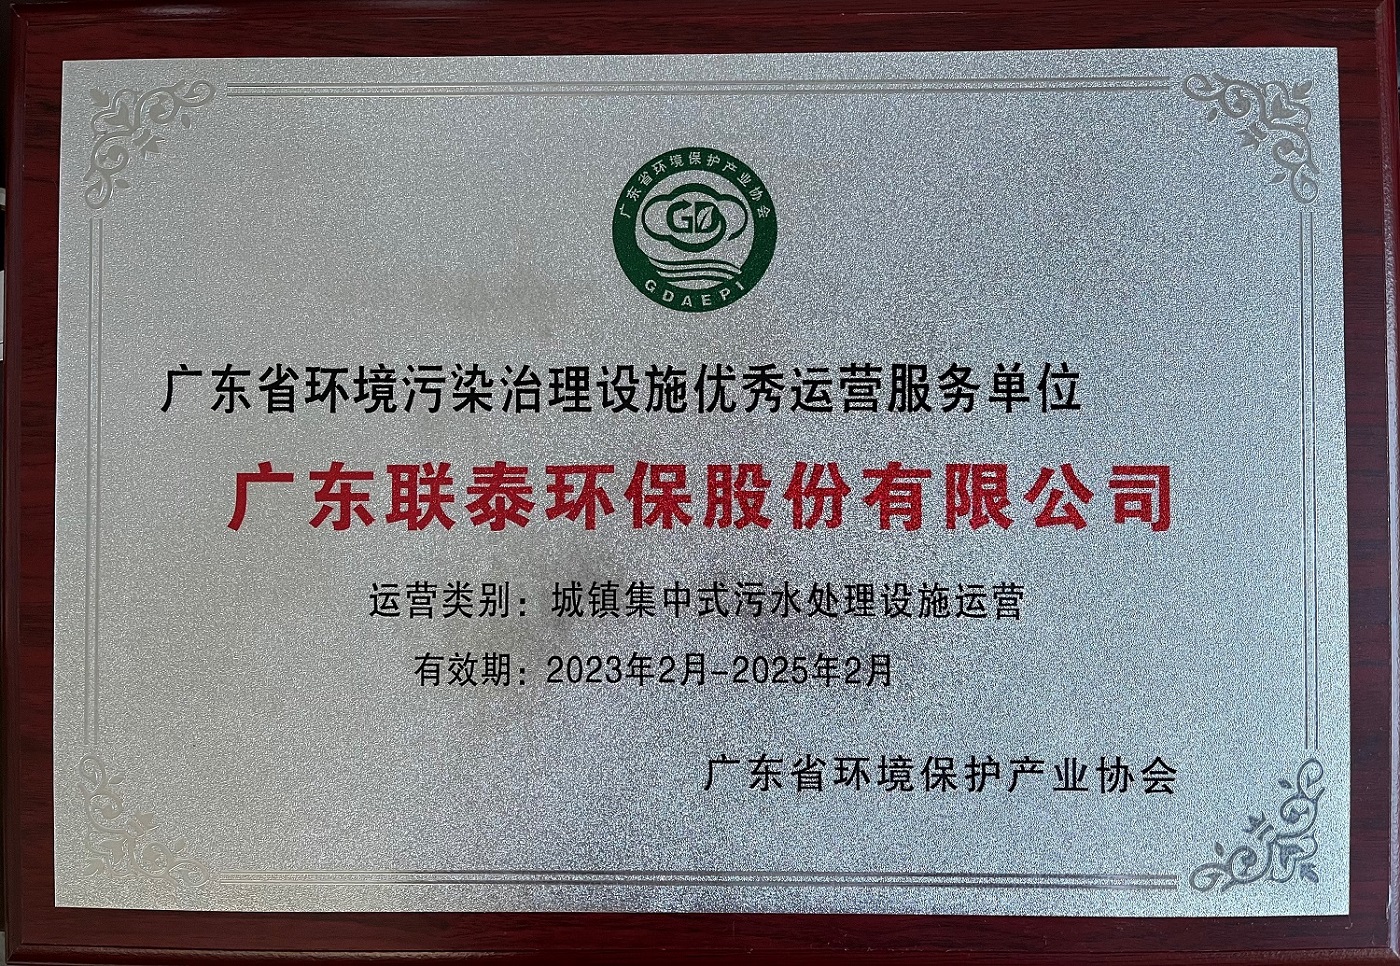 广东省环境保护产业协会
GD
GDAEPI
广东省环境污染治理设施优秀运营服务单位
广东联泰环保股份有限公司
运营类别：城镇集中式污水处理设施运营
有效期：2023年2月-2025年2月
广东省环境保护产业协会